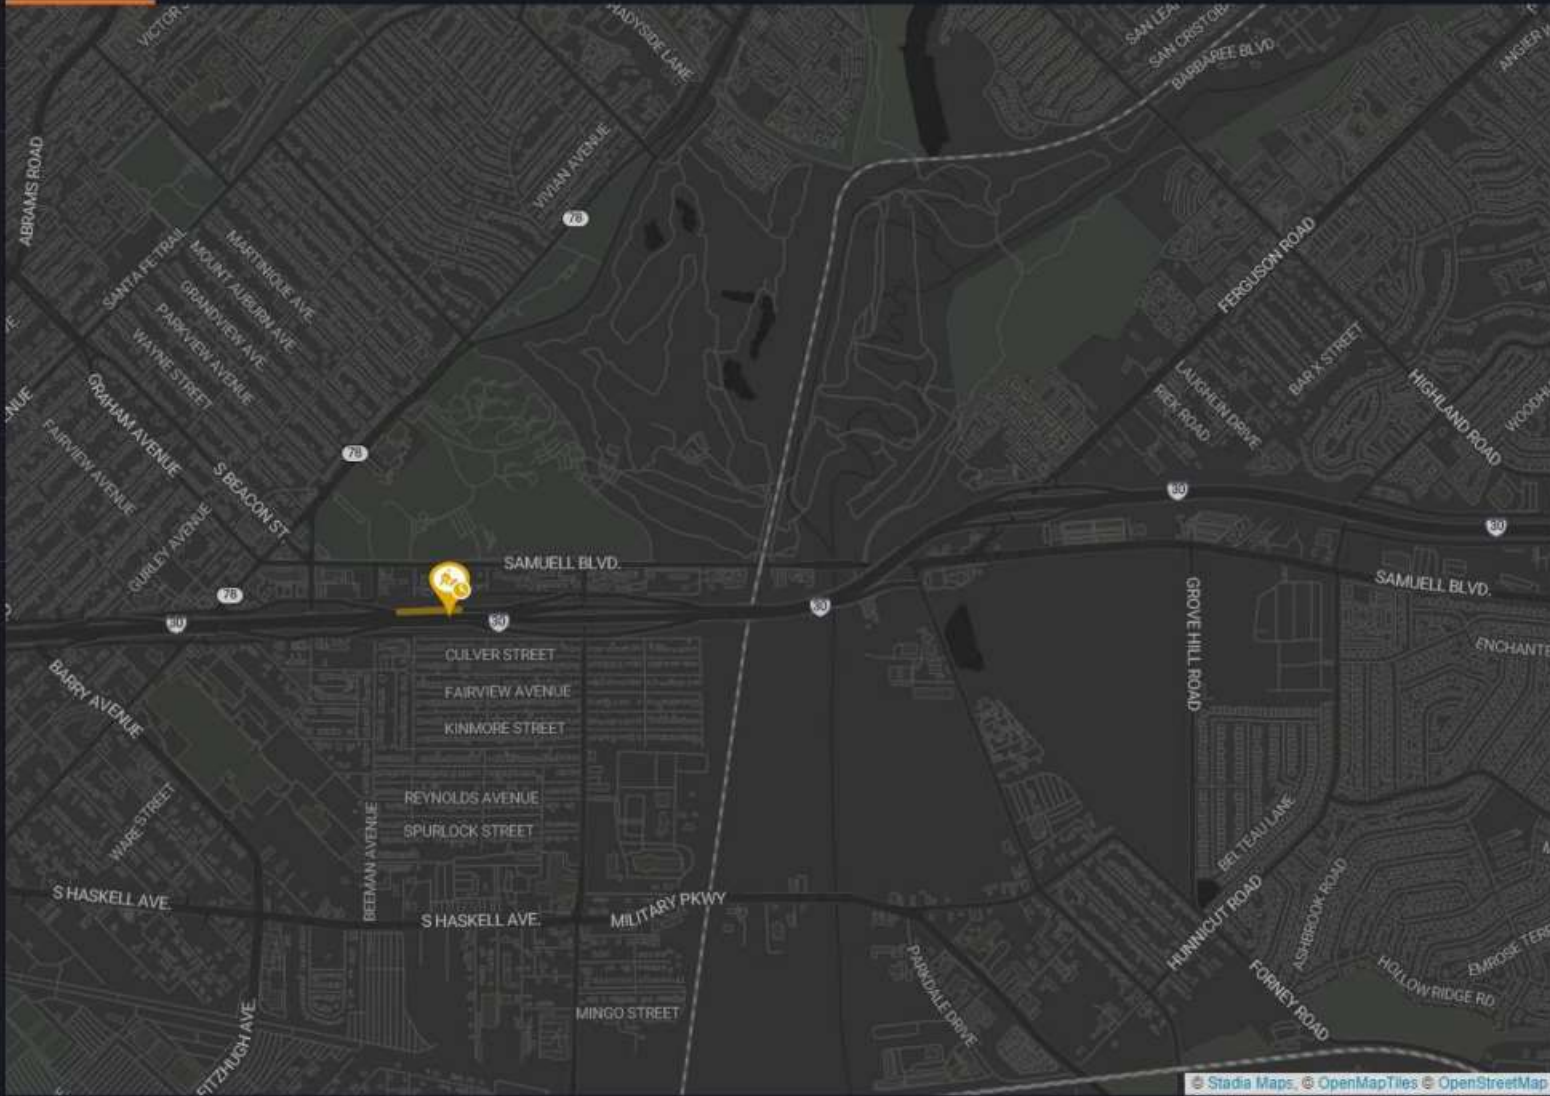 VICTOR
SHADYSIDE LANE
SAN LEA
SAN CRISTOB
BARBAREE BLVD.
ANGIER
ABRAMS ROAD
VIVIAN AVENUE
78
SANTA FE TRAIL
MARTINIQUE AVE.
MOUNT AUBURN AVE.
GRANDVIEW AVE.
PARKVIEW AVENUE
WAYNE STREET
FERGUSON ROAD
BAR X STREET
LAUGHLIN DRIVE
HIGHLAND ROAD
WOODH
GRAHAM AVENUE
FAIRVIEW AVENUE
78
S BEACON ST.
GURLEY AVENUE
30
30
SAMUELL BLVD.
SAMUELL BLVD.
78
30
30
30
GROVE HILL ROAD
CULVER STREET
ENCHANTE
FAIRVIEW AVENUE
BARRY AVENUE
KINMORE STREET
REYNOLDS AVENUE
SPURLOCK STREET
WARE STREET
BEEMAN AVENUE
BELTEAU LANE
S HASKELL AVE.
S HASKELL AVE.
MILITARY PKWY
HUNNICUT ROAD
ASHBROOK ROAD
PARKDALE DRIVE
FORNEY ROAD
HOLLOW RIDGE RD.
EMROSE TERR
MINGO STREET
FITZHUGH AVE.
© Stadia Maps, © OpenMapTiles © OpenStreetMap